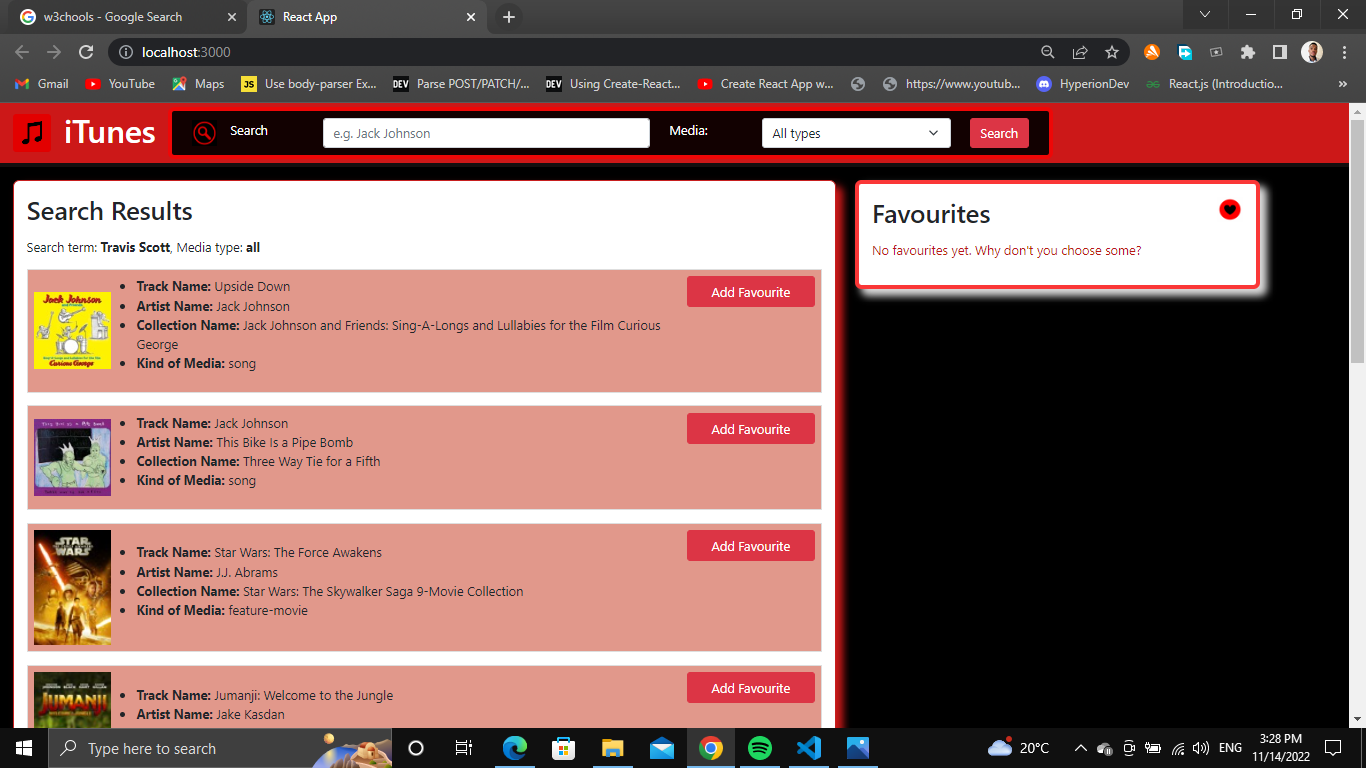 w3chools - Google Search
React App
localhost:3000
Gmail
YouTube
Maps
JS Use body-parser Ex...
DEV Parse POST/PATCH/...
DEV Using Create-React...
Create React App w...
https://www.youtub...
HyperionDev
React.js (Introductio...
»
iTunes
Search
e.g. Jack Johnson
Media:
All types
Search
Search Results
Search term: Travis Scott, Media type: all
Jack Johnson
Curious George
Track Name: Upside Down
Artist Name: Jack Johnson
Collection Name: Jack Johnson and Friends: Sing-A-Longs and Lullabies for the Film Curious
George
Kind of Media: song
Add Favourite
Track Name: Jack Johnson
Artist Name: This Bike Is a Pipe Bomb
Collection Name: Three Way Tie for a Fifth
Kind of Media: song
Add Favourite
STAR
WARS
Track Name: Star Wars: The Force Awakens
Artist Name: J.J. Abrams
Collection Name: Star Wars: The Skywalker Saga 9-Movie Collection
Kind of Media: feature-movie
Add Favourite
JUMANJI
Track Name: Jumanji: Welcome to the Jungle
Artist Name: Jake Kasdan
Add Favourite
Favourites
No favourites yet. Why don't you choose some?
Type here to search
20°C
ENG
3:28 PM
11/14/2022